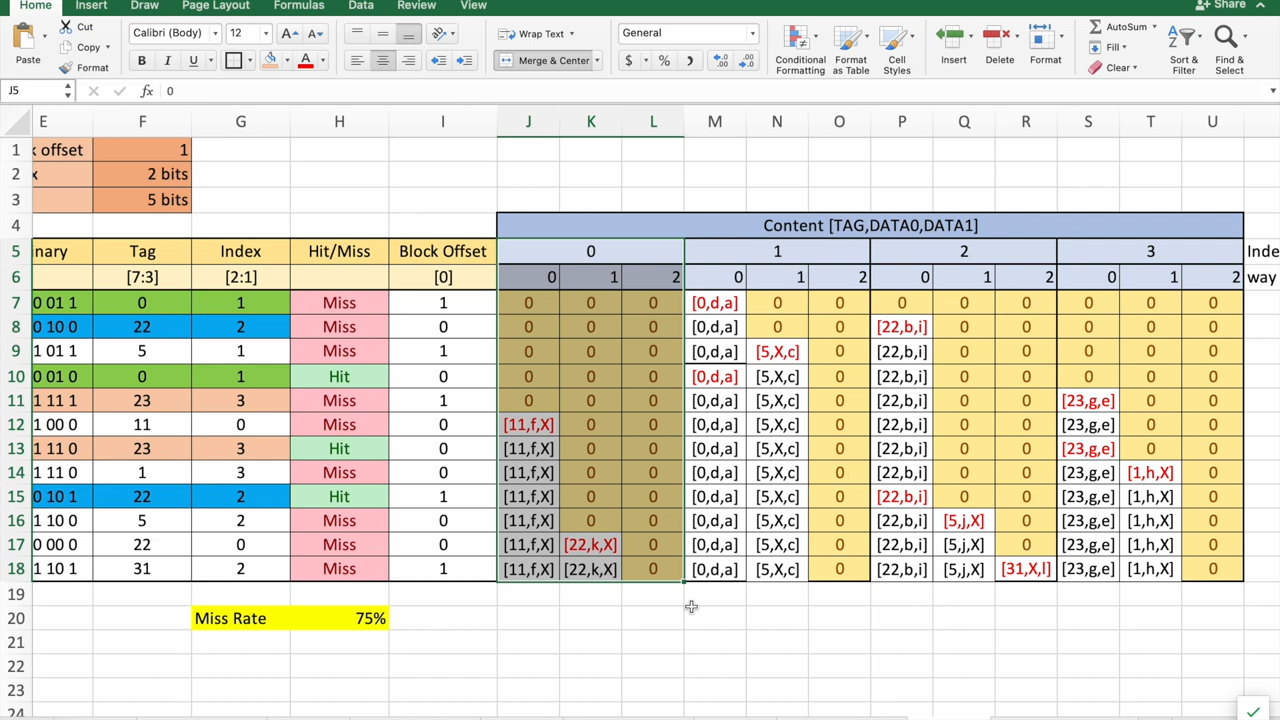 Home Insert Draw Page Layout Formulas Data Review View Share
Paste Cut Copy Format
Calibri (Body) 12 A A
B I U A
Wrap Text
Merge & Center
General
$ % )
Conditional Formatting
Format as Table
Cell Styles
Insert Delete Format
AutoSum
Fill
Clear
Sort & Filter
Find & Select
J5 fx 0
E F G H I J K L M N O P Q R S T U
1 k offset 1
2 x 2 bits
3 5 bits
4 Content [TAG,DATA0,DATA1]
5 inary Tag Index Hit/Miss Block Offset 0 1 2 3 Inde
6 [7:3] [2:1] [0] 0 1 2 0 1 2 0 1 2 0 1 2 way
7 0 01 1 0 1 Miss 1 0 0 0 [0,d,a] 0 0 0 0 0 0 0 0
8 0 10 0 22 2 Miss 0 0 0 0 [0,d,a] 0 0 [22,b,i] 0 0 0 0 0
9 1 01 1 5 1 Miss 1 0 0 0 [0,d,a] [5,X,c] 0 [22,b,i] 0 0 0 0 0
10 0 01 0 0 1 Hit 0 0 0 0 [0,d,a] [5,X,c] 0 [22,b,i] 0 0 0 0 0
11 1 11 1 23 3 Miss 1 0 0 0 [0,d,a] [5,X,c] 0 [22,b,i] 0 0 [23,g,e] 0 0
12 1 00 0 11 0 Miss 0 [11,f,X] 0 0 [0,d,a] [5,X,c] 0 [22,b,i] 0 0 [23,g,e] 0 0
13 1 11 0 23 3 Hit 0 [11,f,X] 0 0 [0,d,a] [5,X,c] 0 [22,b,i] 0 0 [23,g,e] 0 0
14 1 11 0 1 3 Miss 0 [11,f,X] 0 0 [0,d,a] [5,X,c] 0 [22,b,i] 0 0 [23,g,e] [1,h,X] 0
15 0 10 1 22 2 Hit 1 [11,f,X] 0 0 [0,d,a] [5,X,c] 0 [22,b,i] 0 0 [23,g,e] [1,h,X] 0
16 1 10 0 5 2 Miss 0 [11,f,X] 0 0 [0,d,a] [5,X,c] 0 [22,b,i] [5,j,X] 0 [23,g,e] [1,h,X] 0
17 0 00 0 22 0 Miss 0 [11,f,X] [22,k,X] 0 [0,d,a] [5,X,c] 0 [22,b,i] [5,j,X] 0 [23,g,e] [1,h,X] 0
18 1 10 1 31 2 Miss 1 [11,f,X] [22,k,X] 0 [0,d,a] [5,X,c] 0 [22,b,i] [5,j,X] [31,X,l] [23,g,e] [1,h,X] 0
19
20 Miss Rate 75%
21
22
23
24